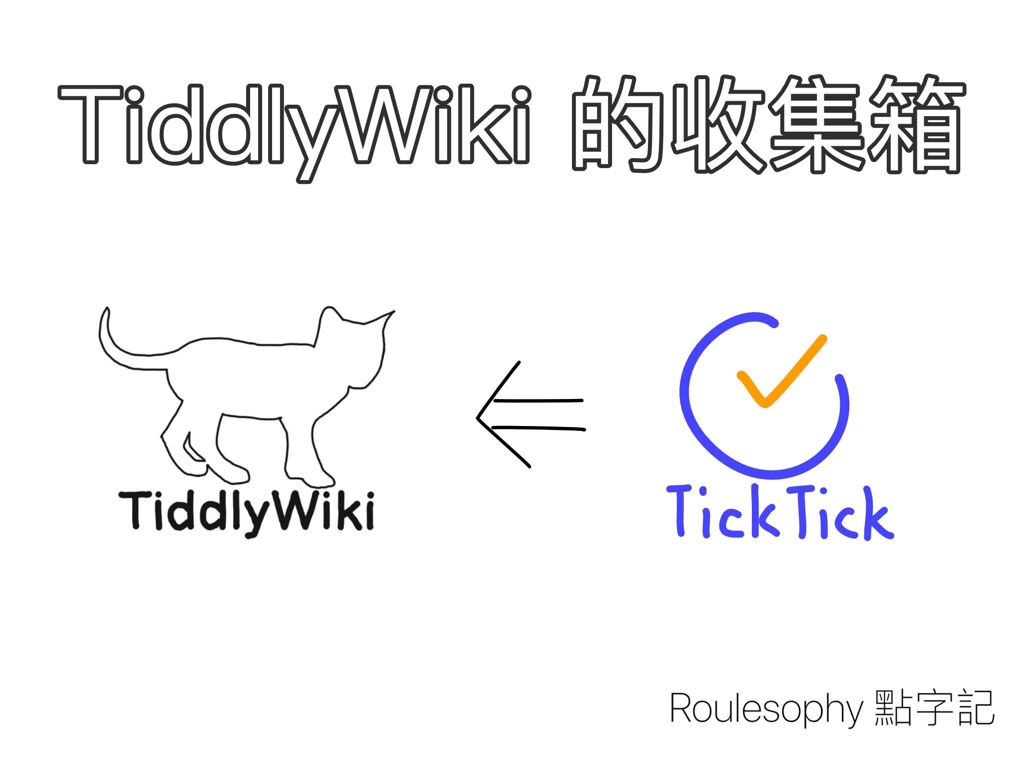 TiddlyWiki 的收集箱
TiddlyWiki
TickTick
Roulesophy 點字記